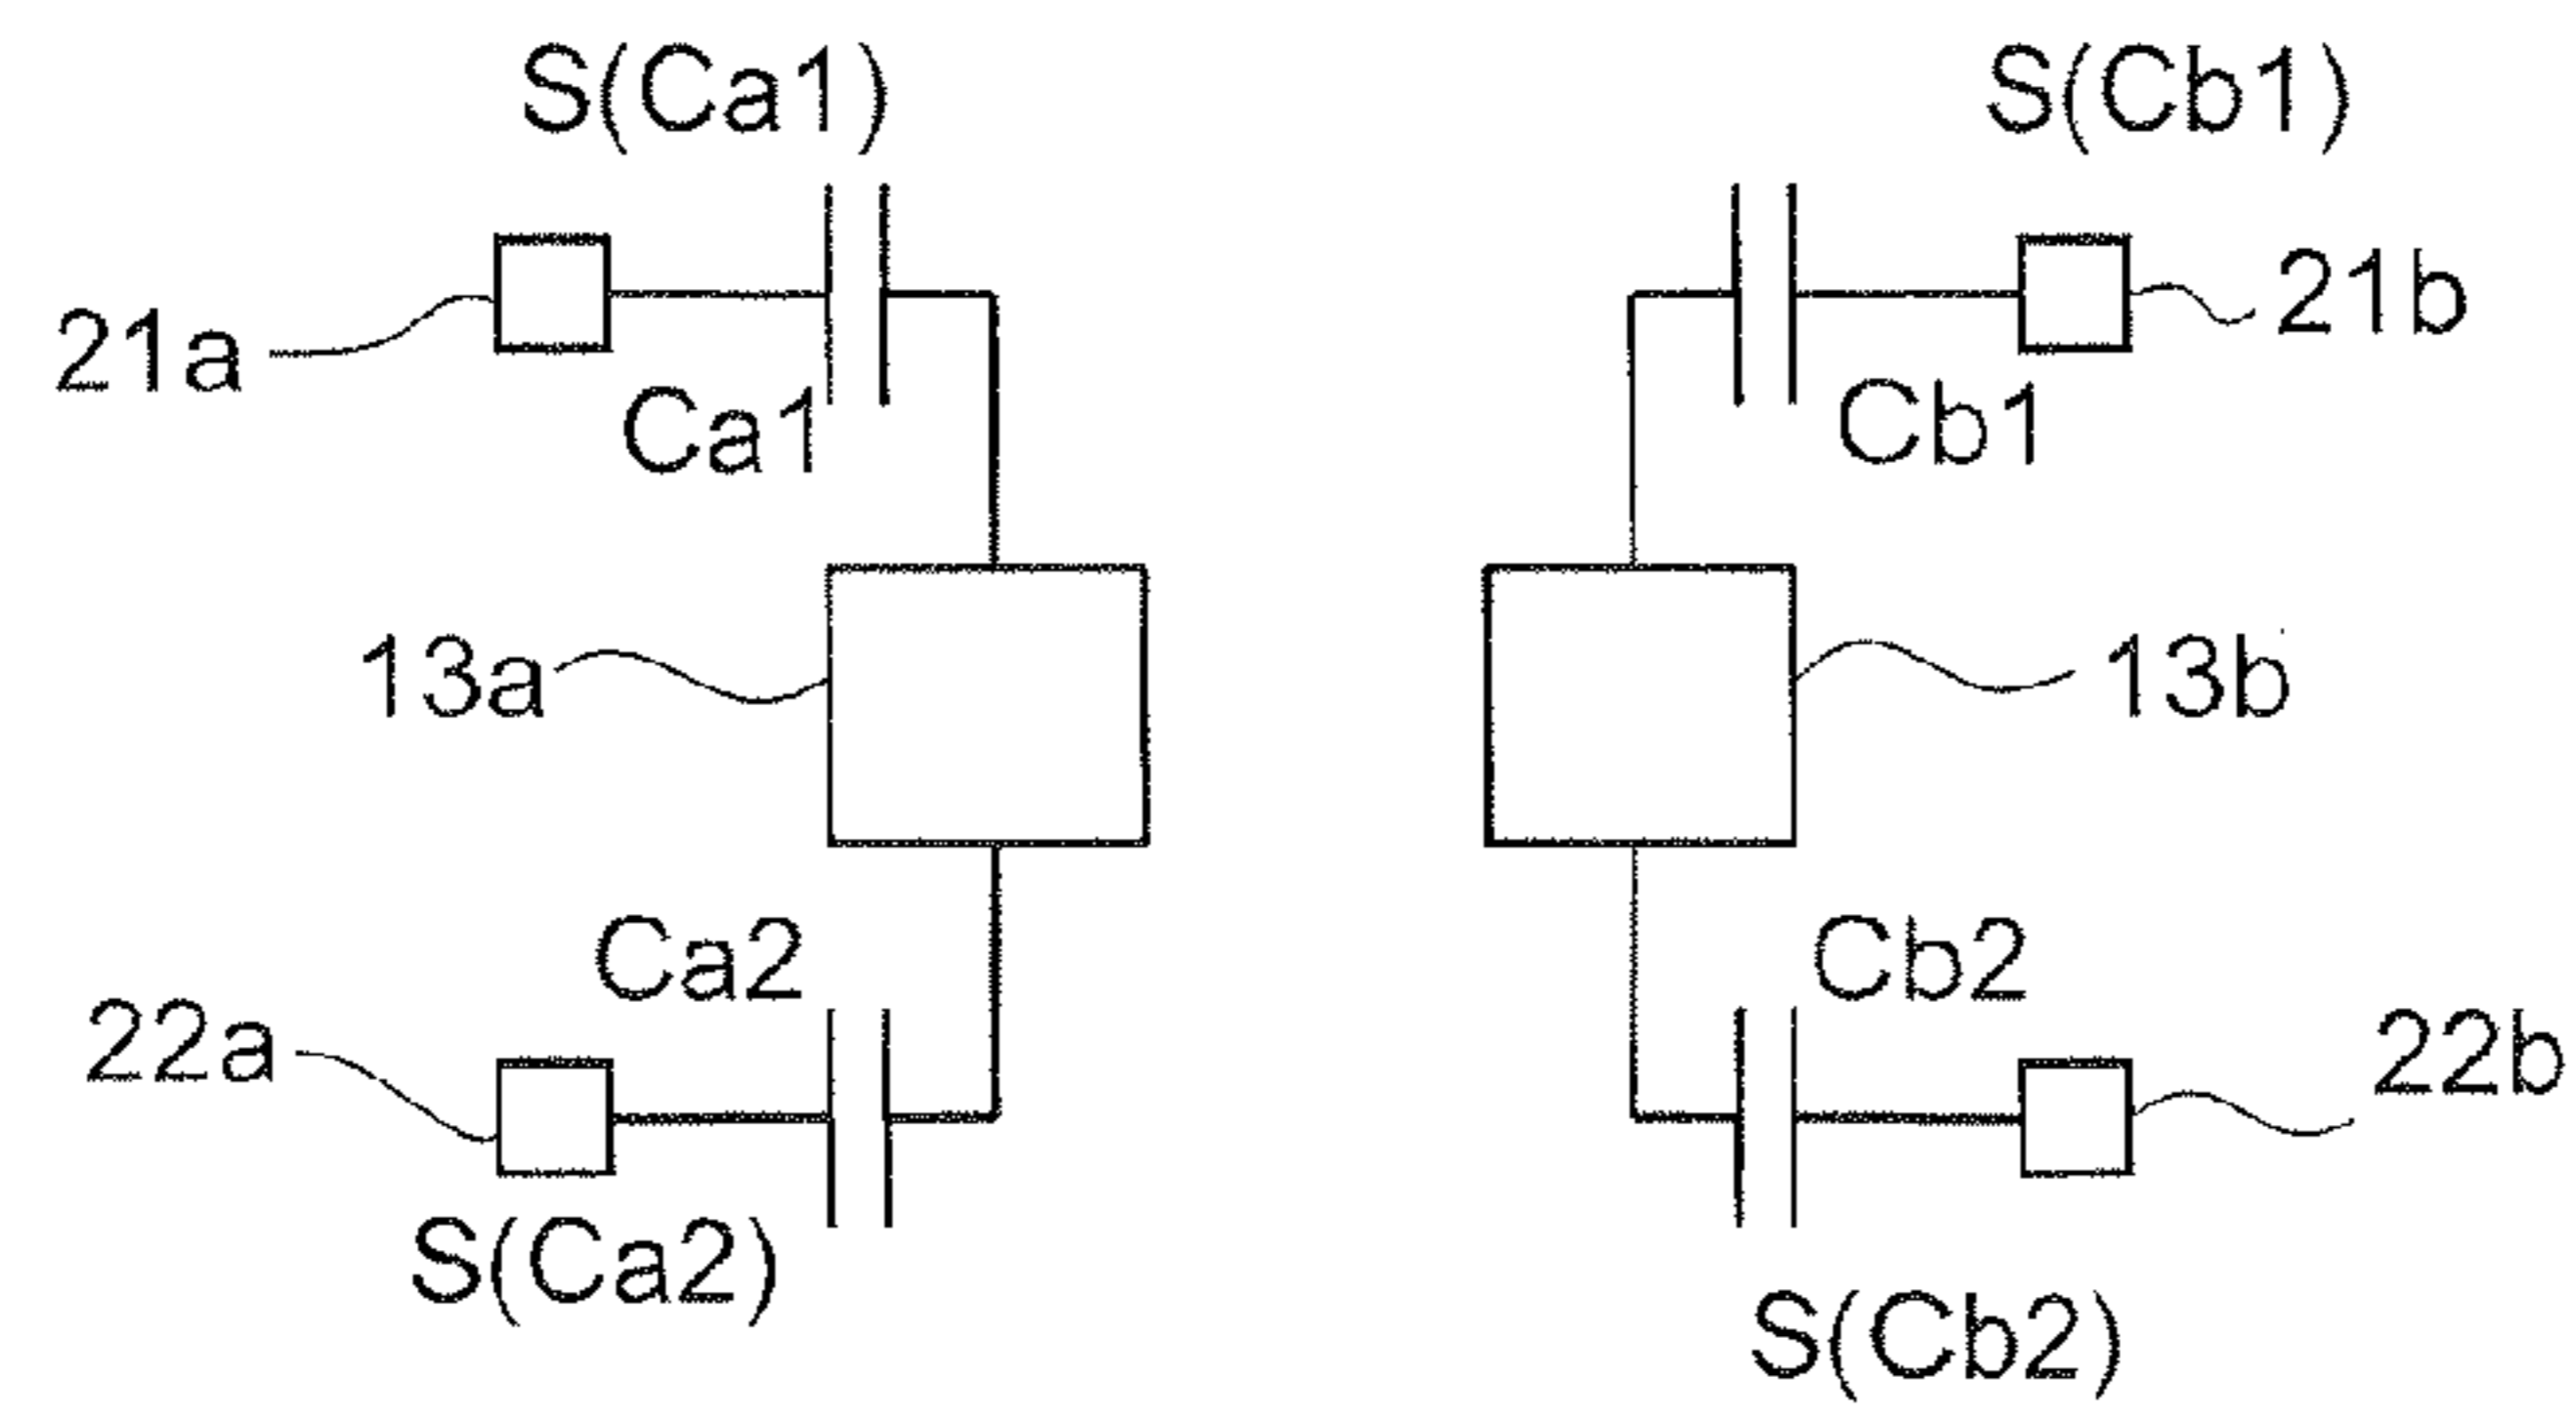 S(Ca1)
S(Cb1)
21a
21b
Ca1
Cb1
13a
13b
Ca2
Cb2
22a
22b
S(Ca2)
S(Cb2)